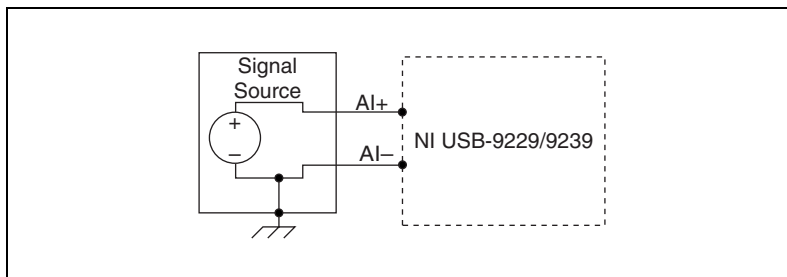 Signal
Source
AI+
+
–
AI–
NI USB-9229/9239